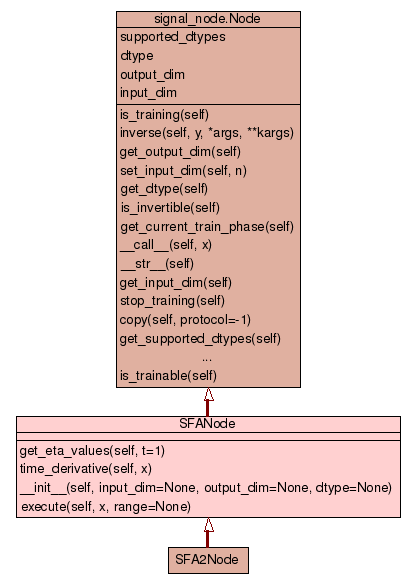 signal_node.Node
supported_dtypes
dtype
output_dim
input_dim
is_training(self)
inverse(self, y, *args, **kargs)
get_output_dim(self)
set_input_dim(self, n)
get_dtype(self)
is_invertible(self)
get_current_train_phase(self)
__call__(self, x)
__str__(self)
get_input_dim(self)
stop_training(self)
copy(self, protocol=-1)
get_supported_dtypes(self)
...
is_trainable(self)
SFANode
get_eta_values(self, t=1)
time_derivative(self, x)
__init__(self, input_dim=None, output_dim=None, dtype=None)
execute(self, x, range=None)
SFA2Node